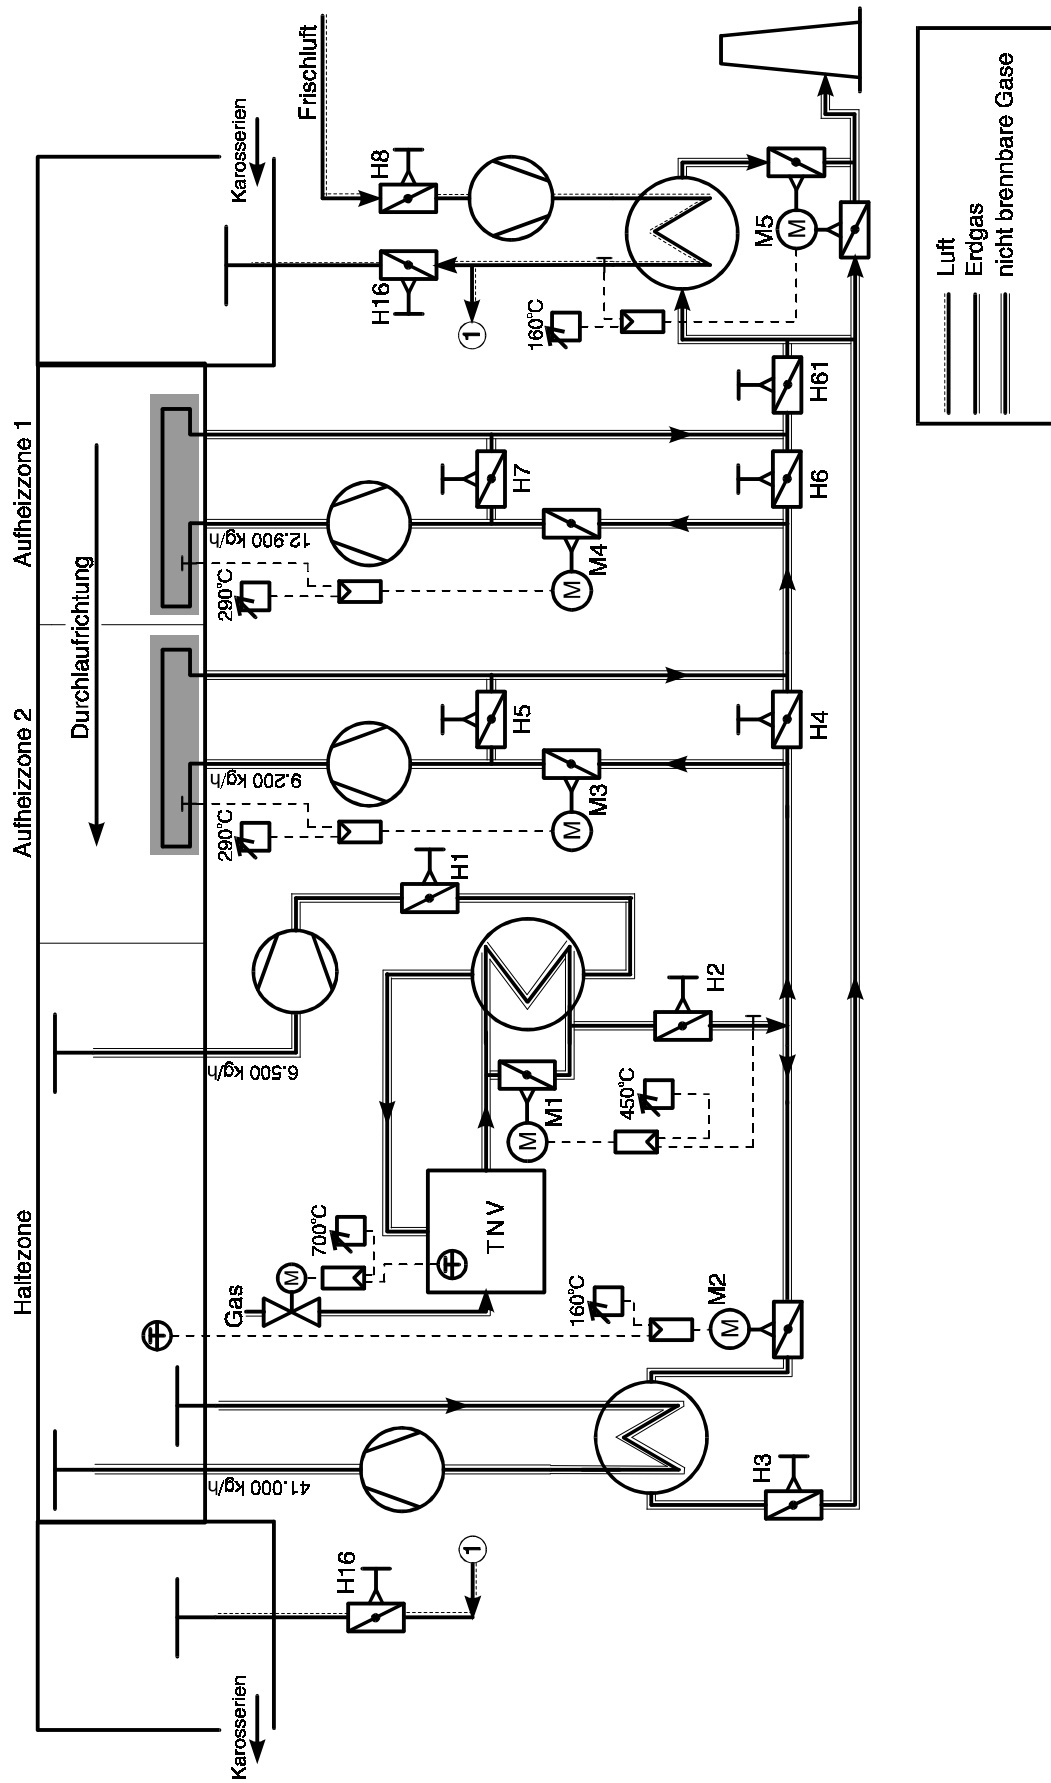 Aufheizzone 1
Aufheizzone 2
Haltezone
Durchlaufrichtung
Karosserien
Karosserien
Frischluft
H8
H16
1
160°C
M
M5
H61
H7
H6
12.900 kg/h
290°C
M
M4
H5
H4
9.200 kg/h
290°C
M
M3
H1
6.500 kg/h
H2
450°C
M
M1
TNV
700°C
M
Gas
160°C
M
M2
41.000 kg/h
H3
H16
1
Luft
Erdgas
nicht brennbare Gase